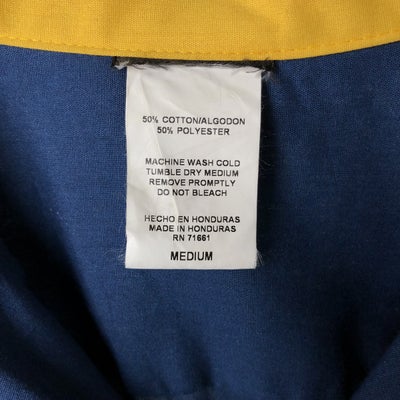 50% COTTON/ALGODON
50% POLYESTER
MACHINE WASH COLD
TUMBLE DRY MEDIUM
REMOVE PROMPTLY
DO NOT BLEACH
HECHO EN HONDURAS
MADE IN HONDURAS
RN 71661
MEDIUM